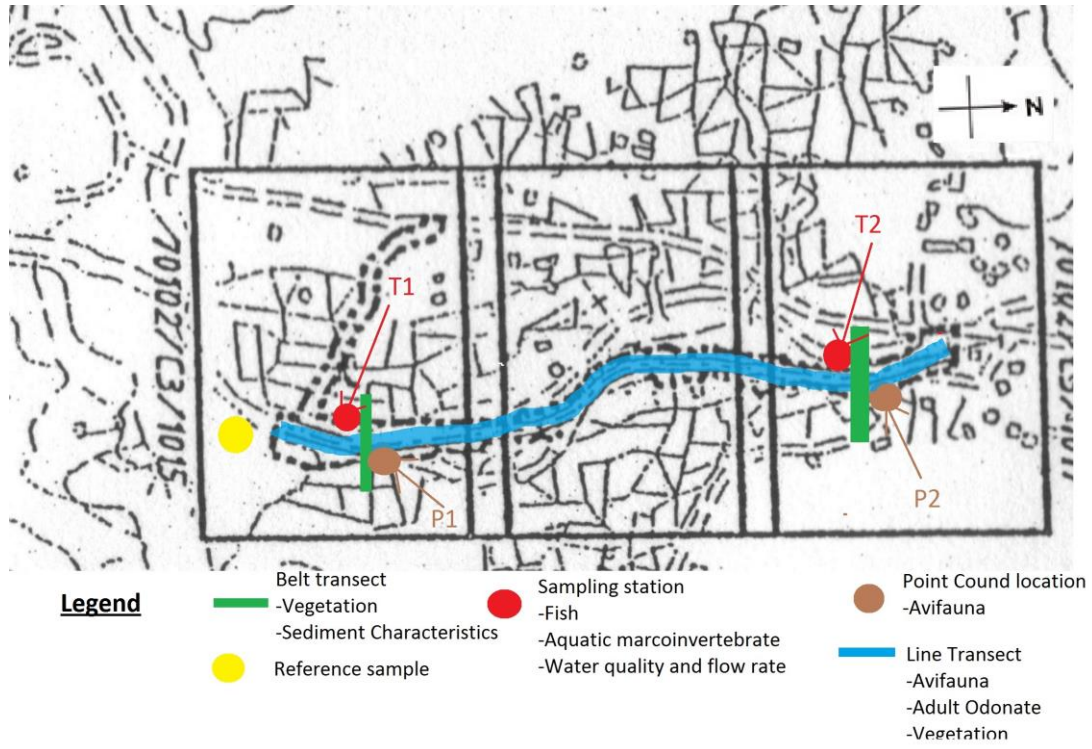 N
T2
T1
P1
P2
Legend
Belt transect
-Vegetation
-Sediment Characteristics
Reference sample
Sampling station
-Fish
-Aquatic marcoinvertebrate
-Water quality and flow rate
Point Cound location
-Avifauna
Line Transect
-Avifauna
-Adult Odonate
-Vegetation